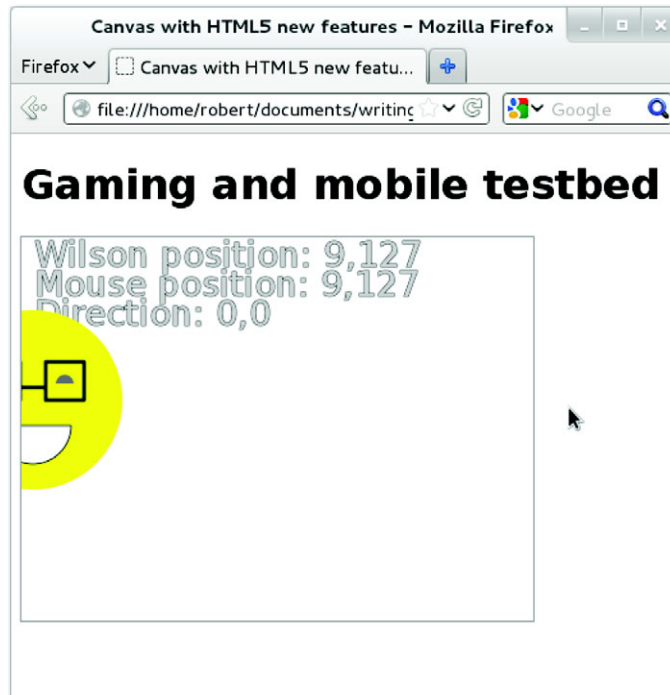 Canvas with HTML5 new features – Mozilla Firefox
Firefox
Canvas with HTML5 new featu...
file:///home/robert/documents/writing
Google
Gaming and mobile testbed
Wilson position: 9,127
Mouse position: 9,127
Direction: 0,0